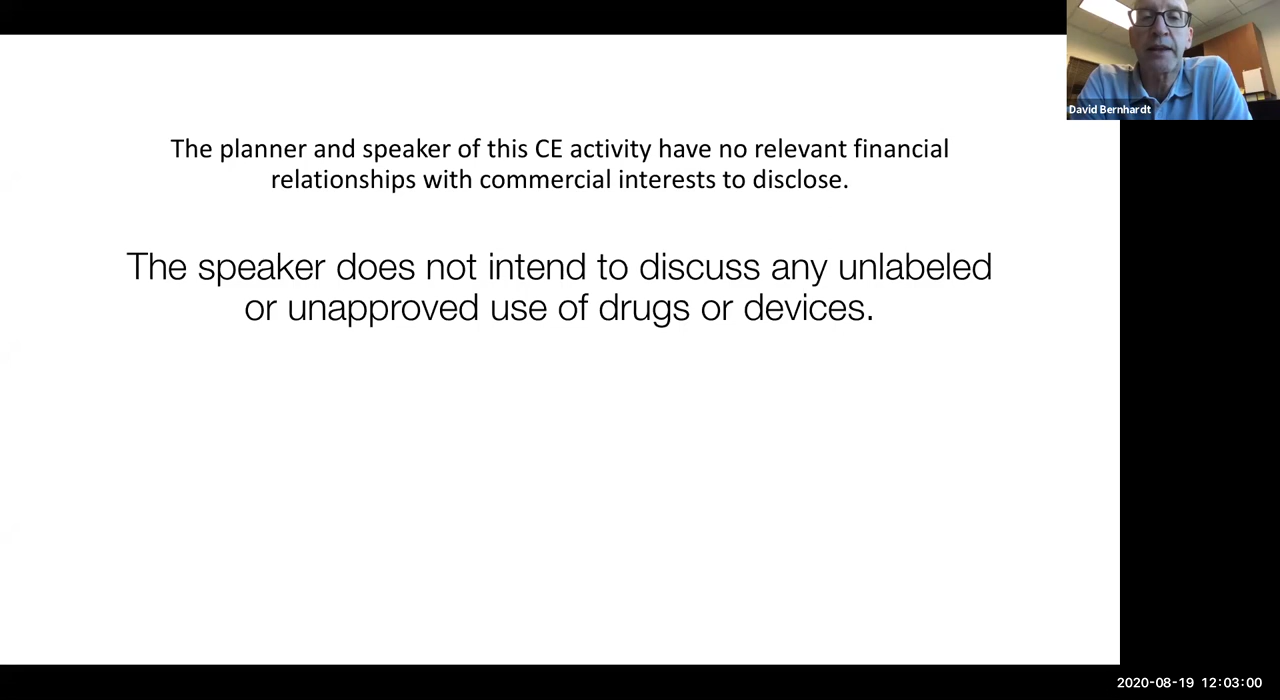 The planner and speaker of this CE activity have no relevant financial
relationships with commercial interests to disclose.
The speaker does not intend to discuss any unlabeled
or unapproved use of drugs or devices.
David Bernhardt
2020-08-19 12:03:00